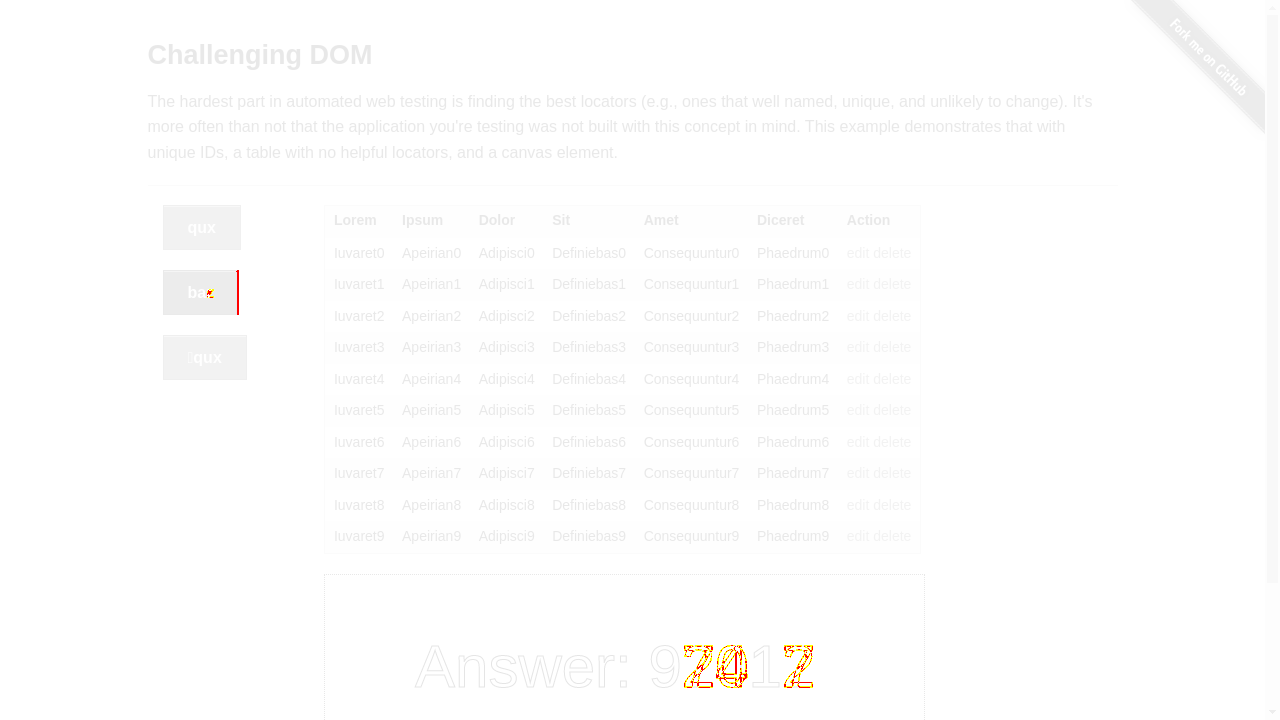 Fork me on GitHub
Challenging DOM
The hardest part in automated web testing is finding the best locators (e.g., ones that well named, unique, and unlikely to change). It's
more often than not that the application you're testing was not built with this concept in mind. This example demonstrates that with
unique IDs, a table with no helpful locators, and a canvas element.
qux
qux
Lorem Ipsum Dolor Sit Amet Diceret Action
Iuvaret0 Apeirian0 Adipisci0 Definiebas0 Consequuntur0 Phaedrum0 edit delete
Iuvaret1 Apeirian1 Adipisci1 Definiebas1 Consequuntur1 Phaedrum1 edit delete
Iuvaret2 Apeirian2 Adipisci2 Definiebas2 Consequuntur2 Phaedrum2 edit delete
Iuvaret3 Apeirian3 Adipisci3 Definiebas3 Consequuntur3 Phaedrum3 edit delete
Iuvaret4 Apeirian4 Adipisci4 Definiebas4 Consequuntur4 Phaedrum4 edit delete
Iuvaret5 Apeirian5 Adipisci5 Definiebas5 Consequuntur5 Phaedrum5 edit delete
Iuvaret6 Apeirian6 Adipisci6 Definiebas6 Consequuntur6 Phaedrum6 edit delete
Iuvaret7 Apeirian7 Adipisci7 Definiebas7 Consequuntur7 Phaedrum7 edit delete
Iuvaret8 Apeirian8 Adipisci8 Definiebas8 Consequuntur8 Phaedrum8 edit delete
Iuvaret9 Apeirian9 Adipisci9 Definiebas9 Consequuntur9 Phaedrum9 edit delete
Answer: